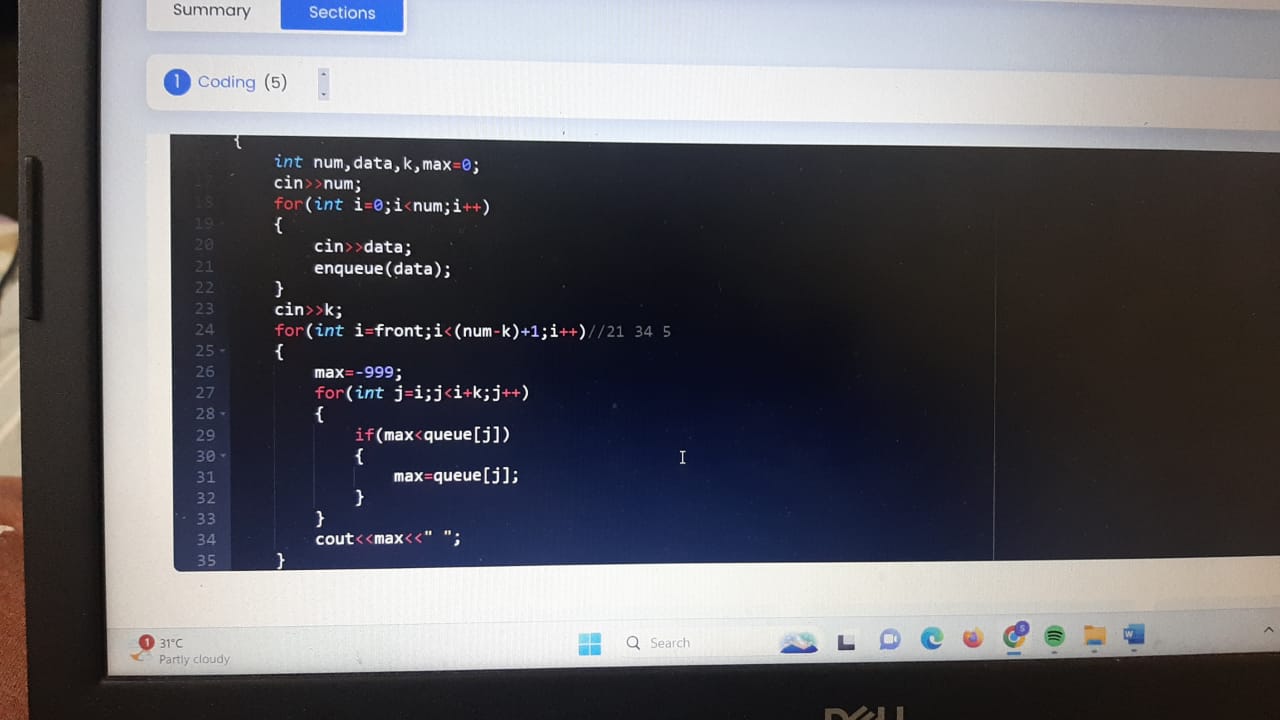 Summary Sections
1 Coding (5)
{
int num,data,k,max=0;
cin>>num;
18 for(int i=0;i<num;i++)
19 {
20 cin>>data;
21 enqueue(data);
22 }
23 cin>>k;
24 for(int i=front;i<(num-k)+1;i++)//21 34 5
25 {
26 max=-999;
27 for(int j=i;j<i+k;j++)
28 {
29 if(max<queue[j])
30 {
31 max=queue[j];
32 }
33 }
34 cout<<max<<" ";
35 }
1 31°C
Partly cloudy
Search
5
W
DELL